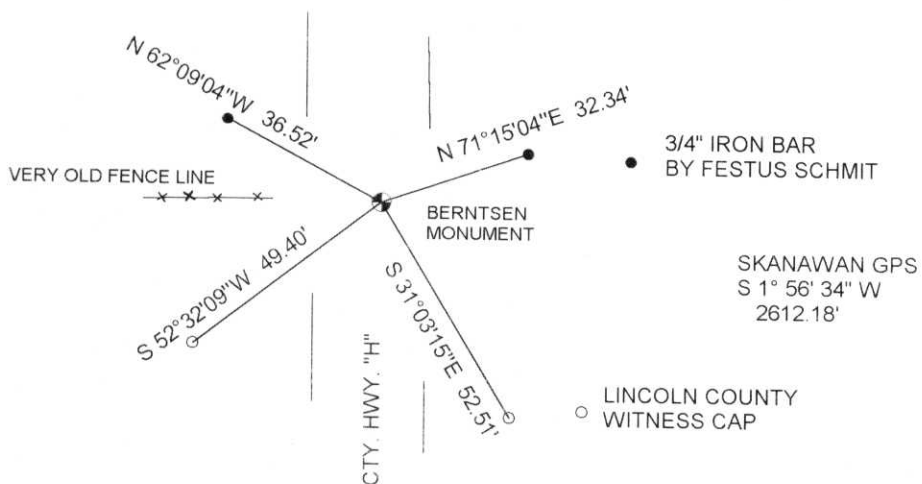 N 62°09'04"W 36.52'
N 71°15'04"E 32.34'
3/4" IRON BAR
BY FESTUS SCHMIT
VERY OLD FENCE LINE
BERNTSEN
MONUMENT
S 52°32'09"W 49.40'
S 31°03'15"E 52.51'
SKANAWAN GPS
S 1° 56' 34" W
2612.18'
CTY. HWY. "H"
LINCOLN COUNTY
WITNESS CAP